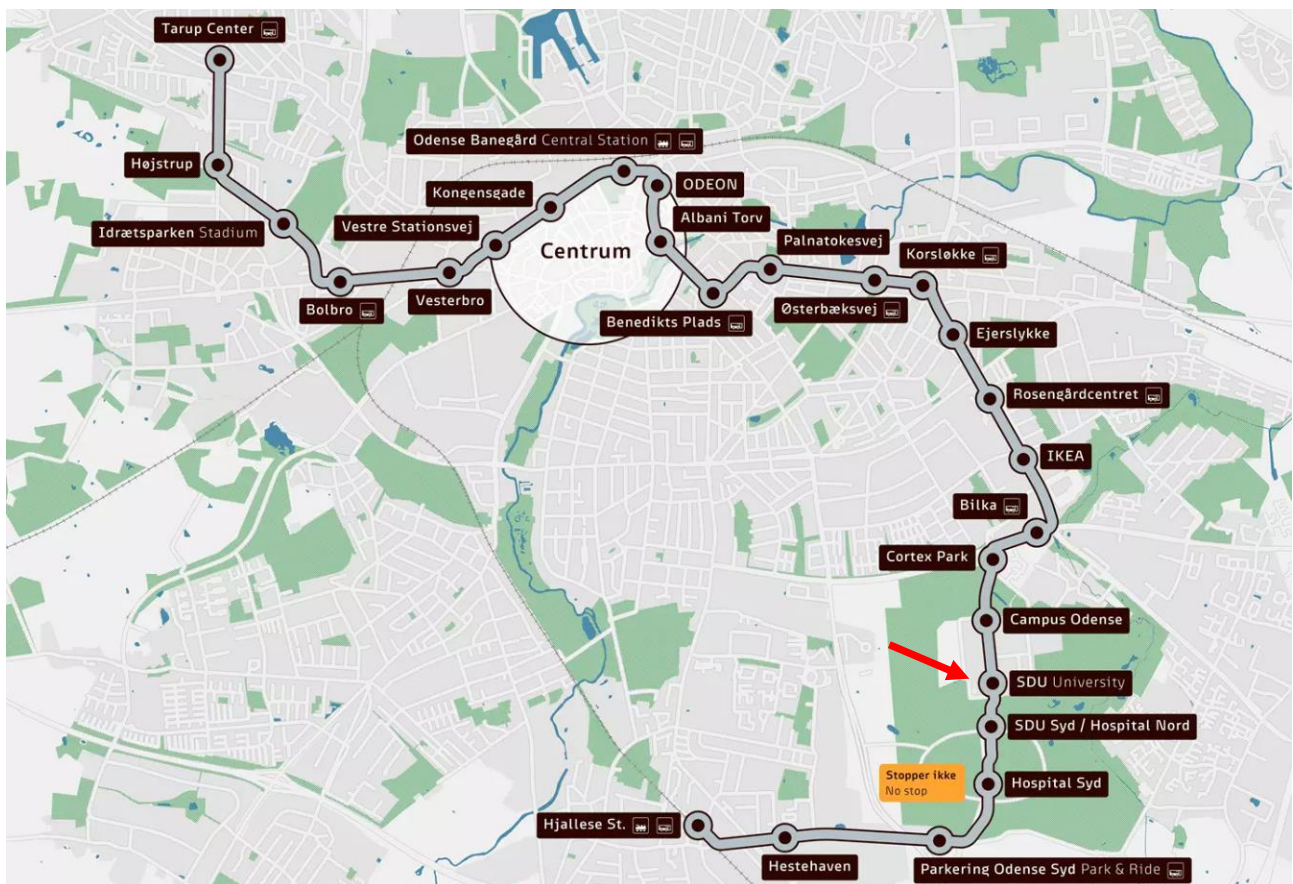 Tarup Center
Odense Banegård Central Station
Højstrup
Kongensgade
ODEON
Idrætsparken Stadium
Vestre Stationsvej
Albani Torv
Centrum
Palnatokesvej
Korsløkke
Bolbro
Vesterbro
Benedikts Plads
Østerbæksvej
Ejerslykke
Rosengårdcentret
IKEA
Bilka
Cortex Park
Campus Odense
SDU University
SDU Syd / Hospital Nord
Stopper ikke
No stop
Hospital Syd
Hjallese St.
Hestehaven
Parkering Odense Syd Park & Ride